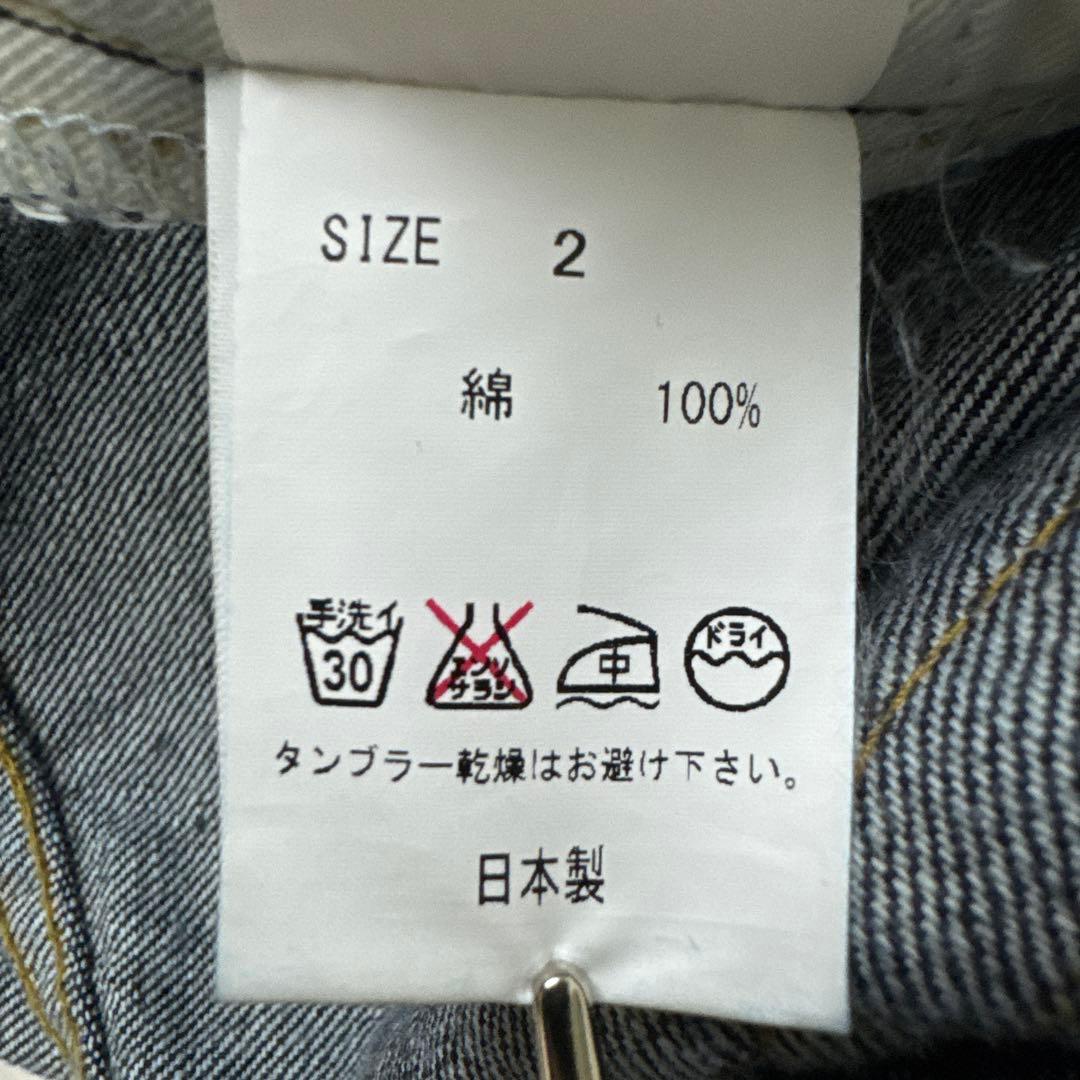 SIZE 2
綿 100%
手洗イ 30 エンソサラシ 中 ドライ
タンブラー乾燥はお避け下さい。
日本製